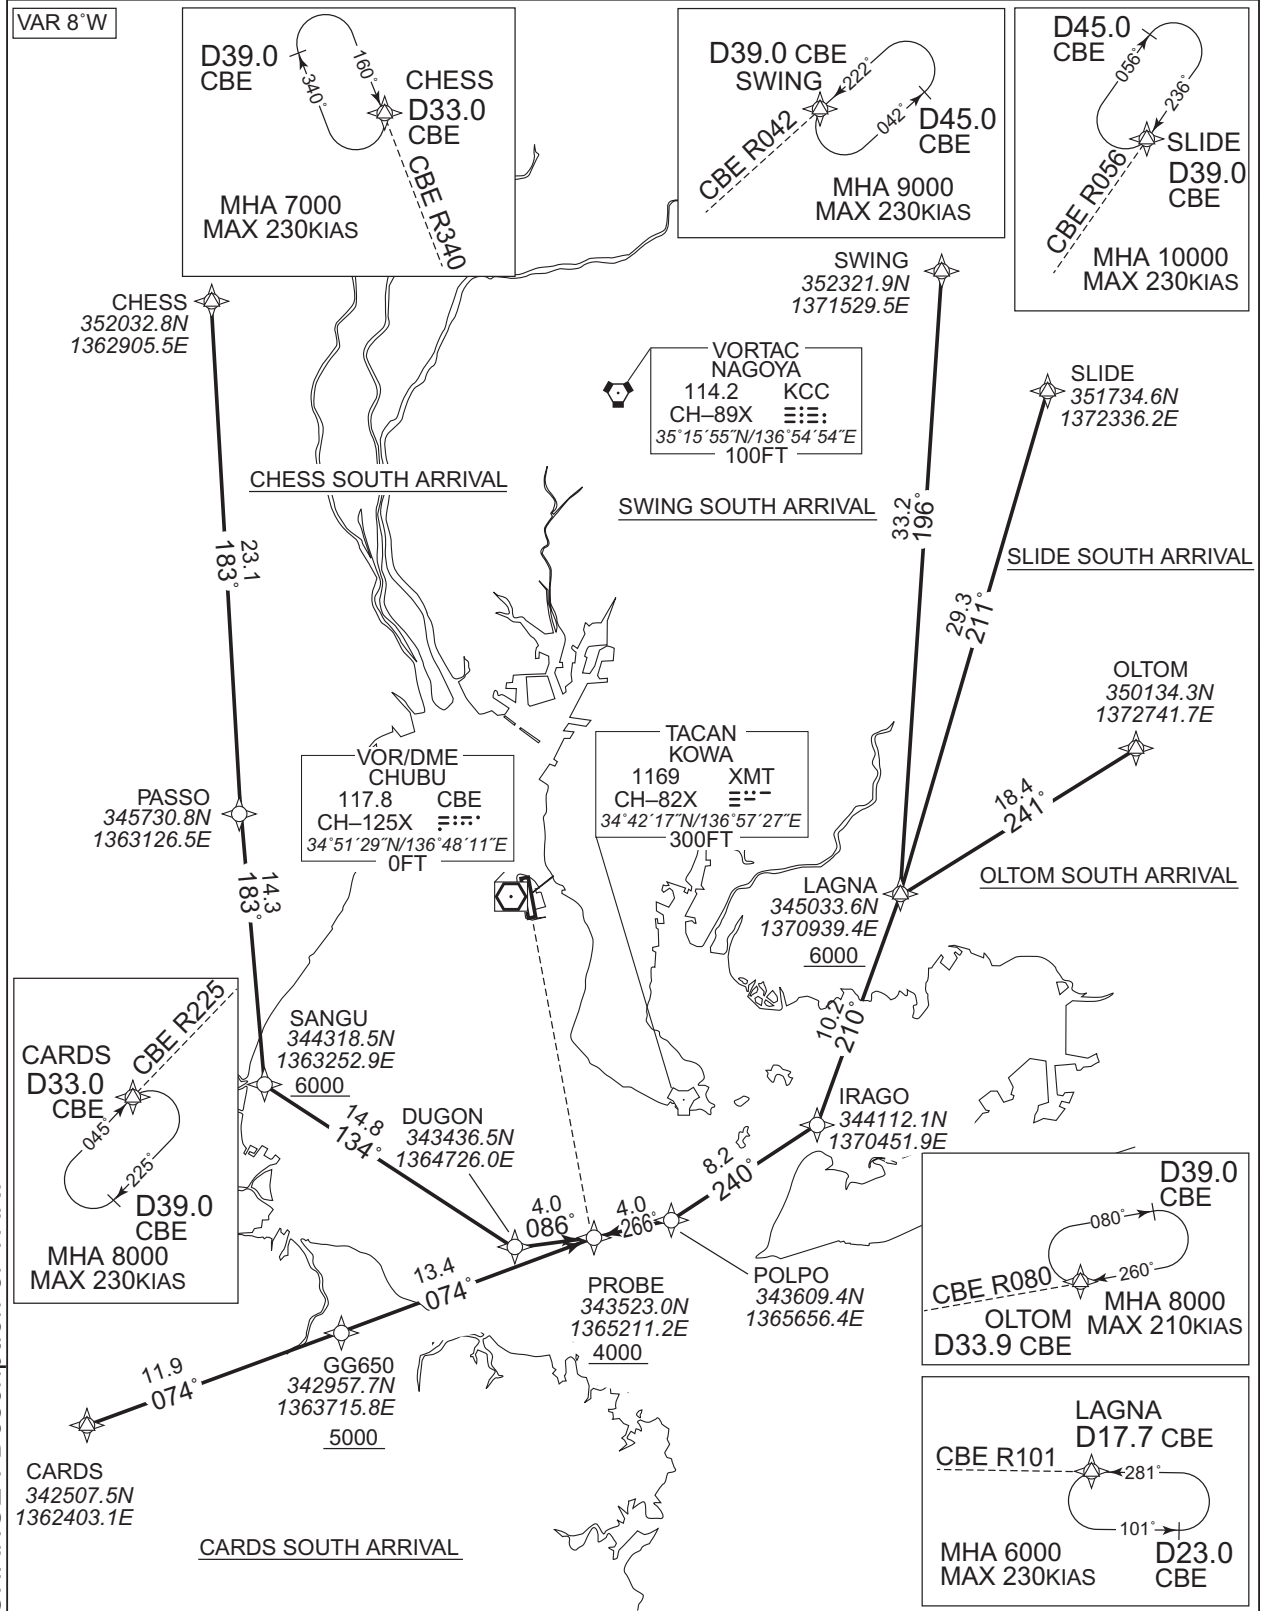 VAR 8°W
D39.0
CBE
340°
160°
CHESS
D33.0
CBE
CBE R340
MHA 7000
MAX 230KIAS
D39.0 CBE
SWING
222°
042°
D45.0
CBE
CBE R042
MHA 9000
MAX 230KIAS
D45.0
CBE
056°
236°
SLIDE
D39.0
CBE
CBE R056
MHA 10000
MAX 230KIAS
CHESS
352032.8N
1362905.5E
SWING
352321.9N
1371529.5E
VORTAC
NAGOYA
114.2 KCC
CH–89X
35°15′55″N/136°54′54″E
100FT
SLIDE
351734.6N
1372336.2E
CHESS SOUTH ARRIVAL
SWING SOUTH ARRIVAL
SLIDE SOUTH ARRIVAL
23.1
183°
33.2
196°
29.3
211°
OLTOM
350134.3N
1372741.7E
18.4
241°
OLTOM SOUTH ARRIVAL
PASSO
345730.8N
1363126.5E
VOR/DME
CHUBU
117.8 CBE
CH–125X
34°51′29″N/136°48′11″E
0FT
TACAN
KOWA
1169 XMT
CH–82X
34°42′17″N/136°57′27″E
300FT
14.3
183°
LAGNA
345033.6N
1370939.4E
6000
10.2
210°
CBE R225
CARDS
D33.0
CBE
045°
225°
D39.0
CBE
MHA 8000
MAX 230KIAS
SANGU
344318.5N
1363252.9E
6000
14.8
134°
DUGON
343436.5N
1364726.0E
IRAGO
344112.1N
1370451.9E
8.2
240°
4.0
086°
4.0
266°
POLPO
343609.4N
1365656.4E
PROBE
343523.0N
1365211.2E
4000
13.4
074°
GG650
342957.7N
1363715.8E
5000
11.9
074°
CARDS
342507.5N
1362403.1E
CARDS SOUTH ARRIVAL
D39.0
CBE
080°
260°
CBE R080
OLTOM
D33.9 CBE
MHA 8000
MAX 210KIAS
LAGNA
D17.7 CBE
CBE R101
281°
101°
D23.0
CBE
MHA 6000
MAX 230KIAS